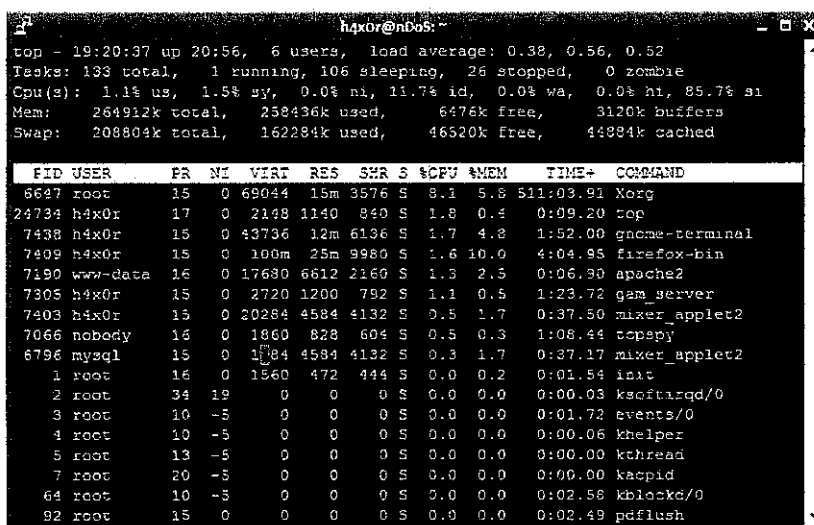 h4x0r@nDoS: ~
top - 19:20:37 up 20:56, 6 users, load average: 0.38, 0.56, 0.52
Tasks: 133 total, 1 running, 106 sleeping, 26 stopped, 0 zombie
Cpu(s): 1.1% us, 1.5% sy, 0.0% ni, 11.7% id, 0.0% wa, 0.0% hi, 85.7% si
Mem: 264912k total, 258436k used, 6476k free, 3120k buffers
Swap: 208804k total, 162284k used, 46520k free, 44884k cached
PID USER PR NI VIRT RES SHR S %CPU %MEM TIME+ COMMAND
6647 root 15 0 69044 15m 3576 S 8.1 5.8 511:03.91 Xorg
24734 h4x0r 17 0 2148 1140 840 S 1.8 0.4 0:09.20 top
7438 h4x0r 15 0 43736 12m 6136 S 1.7 4.8 1:52.00 gnome-terminal
7409 h4x0r 15 0 100m 25m 9980 S 1.6 10.0 4:04.95 firefox-bin
7190 www-data 16 0 17680 6612 2160 S 1.3 2.5 0:06.90 apache2
7305 h4x0r 15 0 2720 1200 792 S 1.1 0.5 1:23.72 gam_server
7403 h4x0r 15 0 20284 4584 4132 S 0.5 1.7 0:37.50 mixer_applet2
7066 nobody 16 0 1860 828 604 S 0.5 0.3 1:08.44 tcpspy
6796 mysql 15 0 4584 4132 S 0.3 1.7 0:37.17 mixer_applet2
1 root 16 0 1560 472 444 S 0.0 0.2 0:01.54 init
2 root 34 19 0 0 0 S 0.0 0.0 0:00.03 ksoftirqd/0
3 root 10 -5 0 0 0 S 0.0 0.0 0:01.72 events/0
4 root 10 -5 0 0 0 S 0.0 0.0 0:00.06 khelper
5 root 13 -5 0 0 0 S 0.0 0.0 0:00.00 kthread
7 root 20 -5 0 0 0 S 0.0 0.0 0:00.00 kacpid
64 root 10 -5 0 0 0 S 0.0 0.0 0:02.58 kblockd/0
92 root 15 0 0 0 0 S 0.0 0.0 0:02.49 pdflush